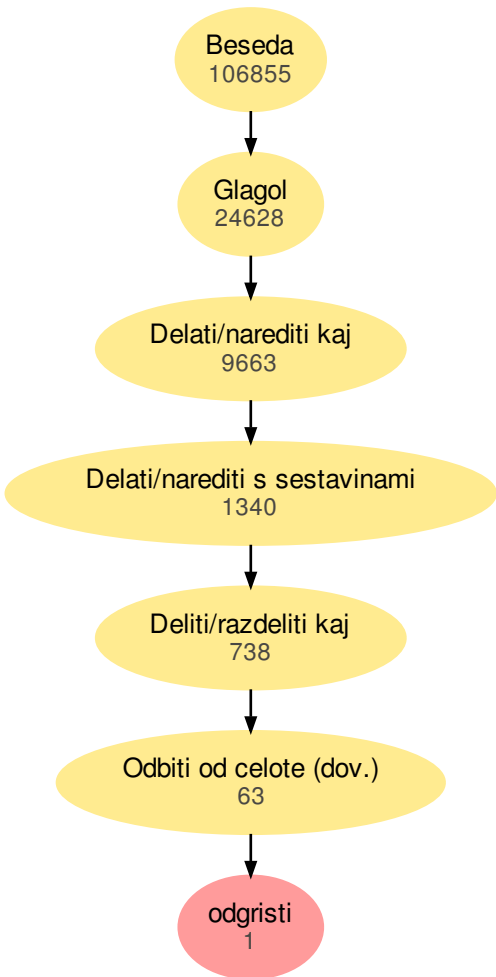 Beseda
106855
Glagol
24628
Delati/narediti kaj
9663
Delati/narediti s sestavinami
1340
Deliti/razdeliti kaj
738
Odbiti od celote (dov.)
63
odgristi
1